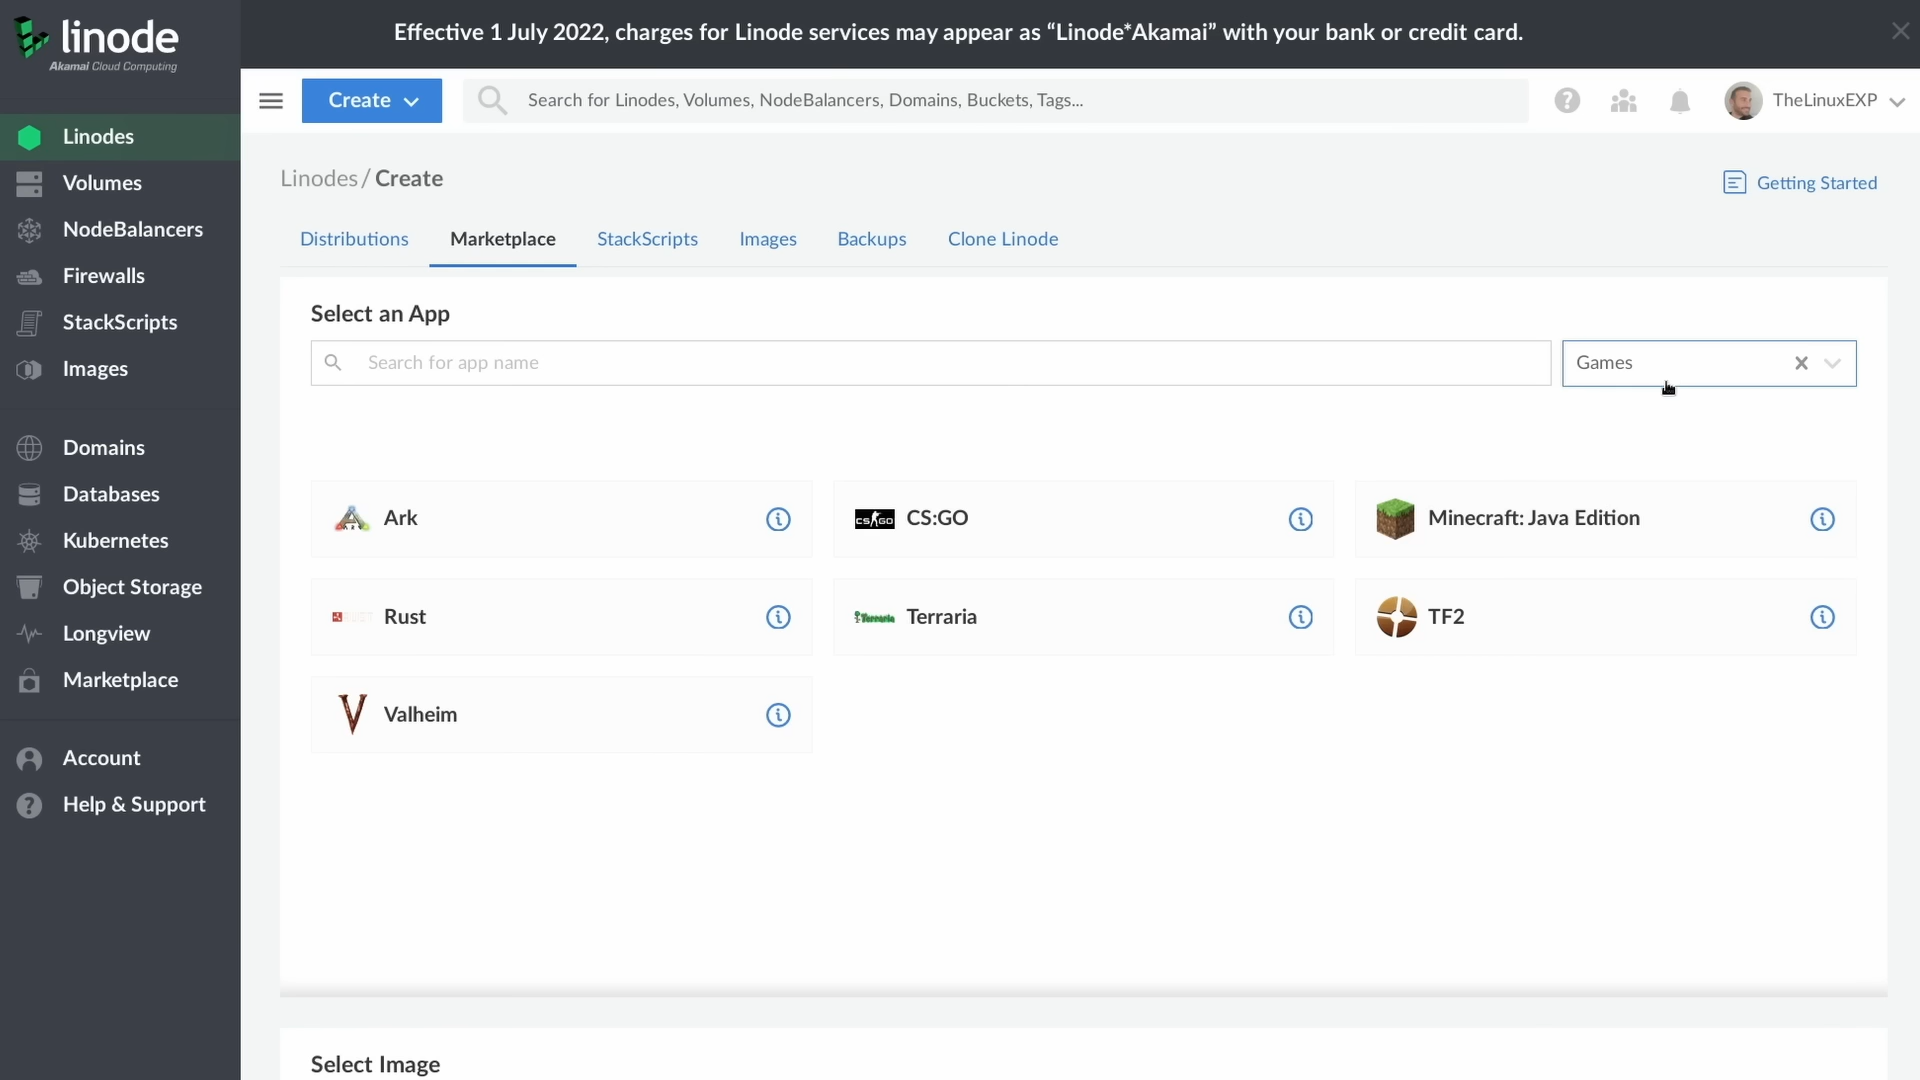 linode
Akamai Cloud Computing
Effective 1 July 2022, charges for Linode services may appear as “Linode*Akamai” with your bank or credit card.
Create
Search for Linodes, Volumes, NodeBalancers, Domains, Buckets, Tags...
TheLinuxEXP
Linodes
Volumes
NodeBalancers
Firewalls
StackScripts
Images
Domains
Databases
Kubernetes
Object Storage
Longview
Marketplace
Account
Help & Support
Linodes / Create
Getting Started
Distributions
Marketplace
StackScripts
Images
Backups
Clone Linode
Select an App
Search for app name
Games
Ark
CS:GO
CS:GO
Minecraft: Java Edition
Rust
Terraria
Terraria
TF2
Valheim
Select Image